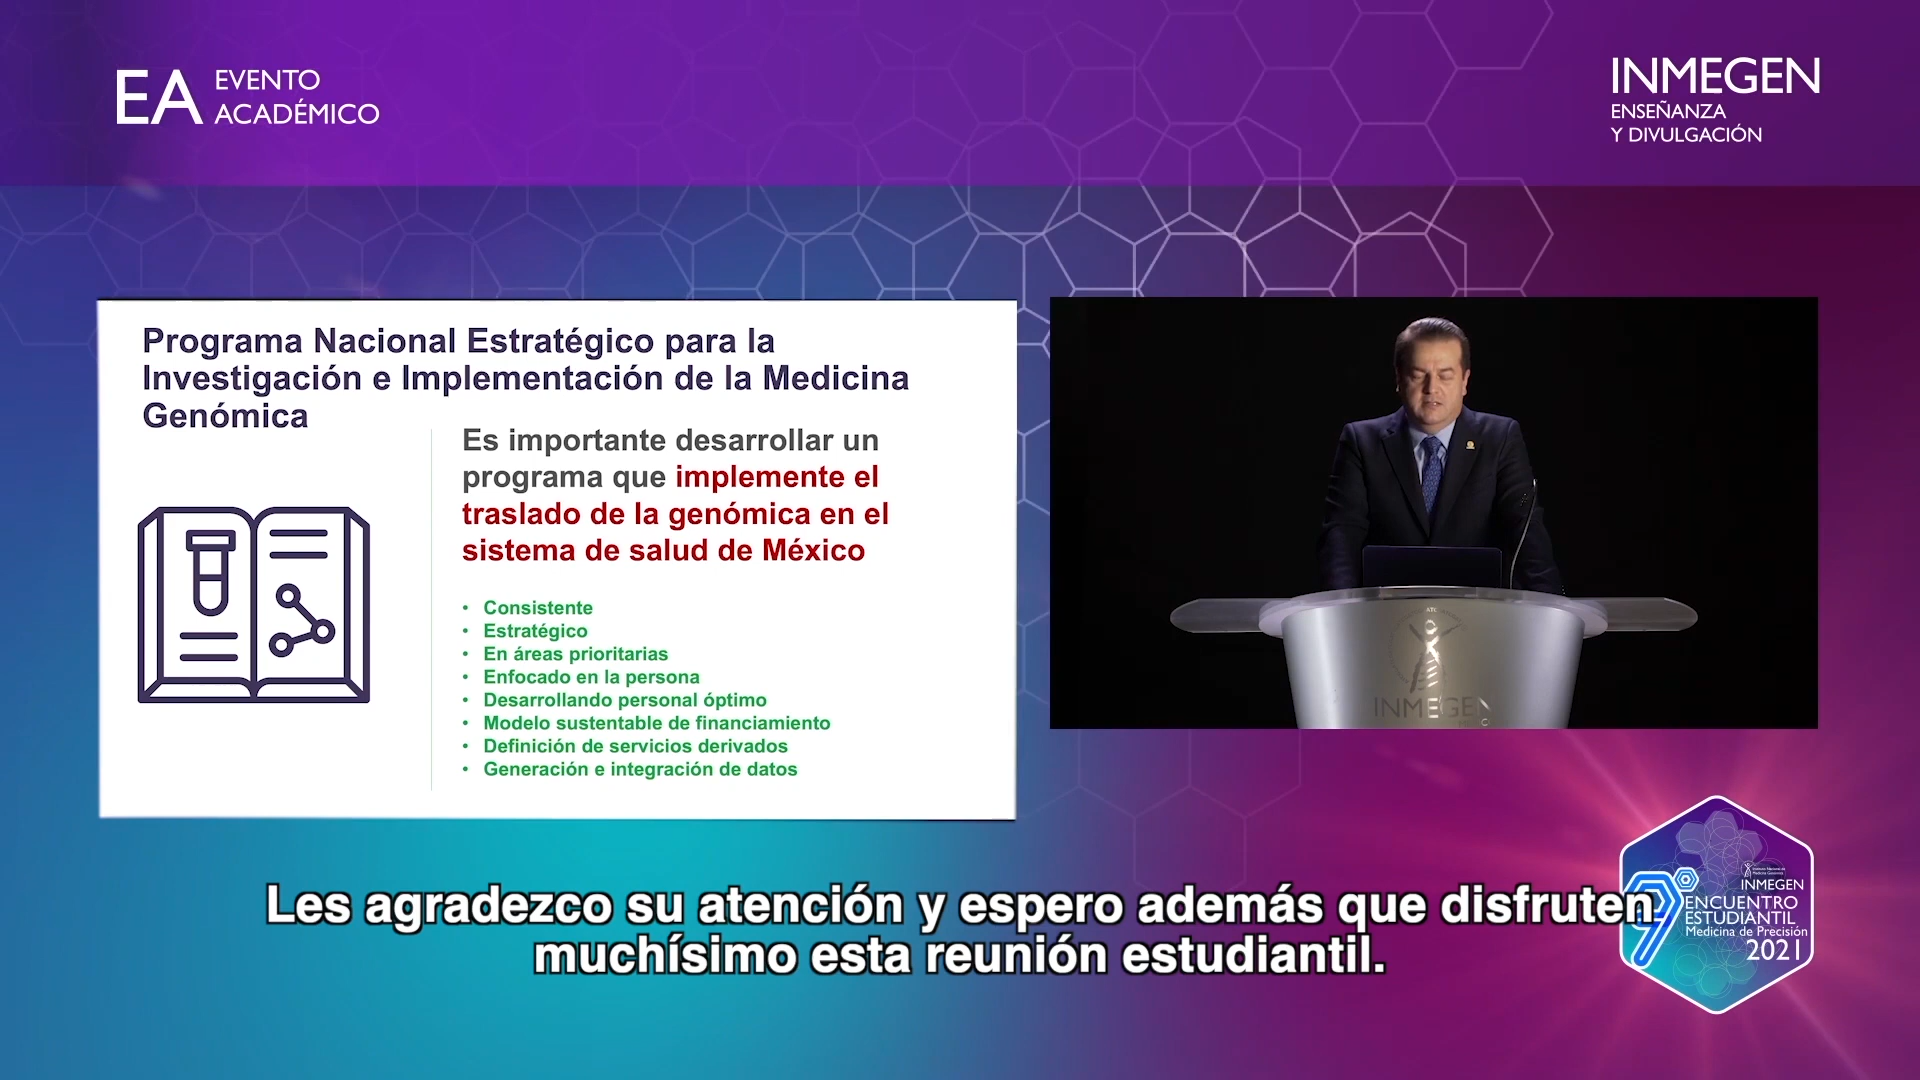 EA EVENTO
ACADÉMICO
INMEGEN
ENSEÑANZA
Y DIVULGACIÓN
Programa Nacional Estratégico para la
Investigación e Implementación de la Medicina
Genómica
Es importante desarrollar un
programa que implemente el
traslado de la genómica en el
sistema de salud de México
• Consistente
• Estratégico
• En áreas prioritarias
• Enfocado en la persona
• Desarrollando personal óptimo
• Modelo sustentable de financiamiento
• Definición de servicios derivados
• Generación e integración de datos
INMEGEN
Les agradezco su atención y espero además que disfruten
muchísimo esta reunión estudiantil.
INMEGEN
9º ENCUENTRO
ESTUDIANTIL
Medicina de Precisión
2021